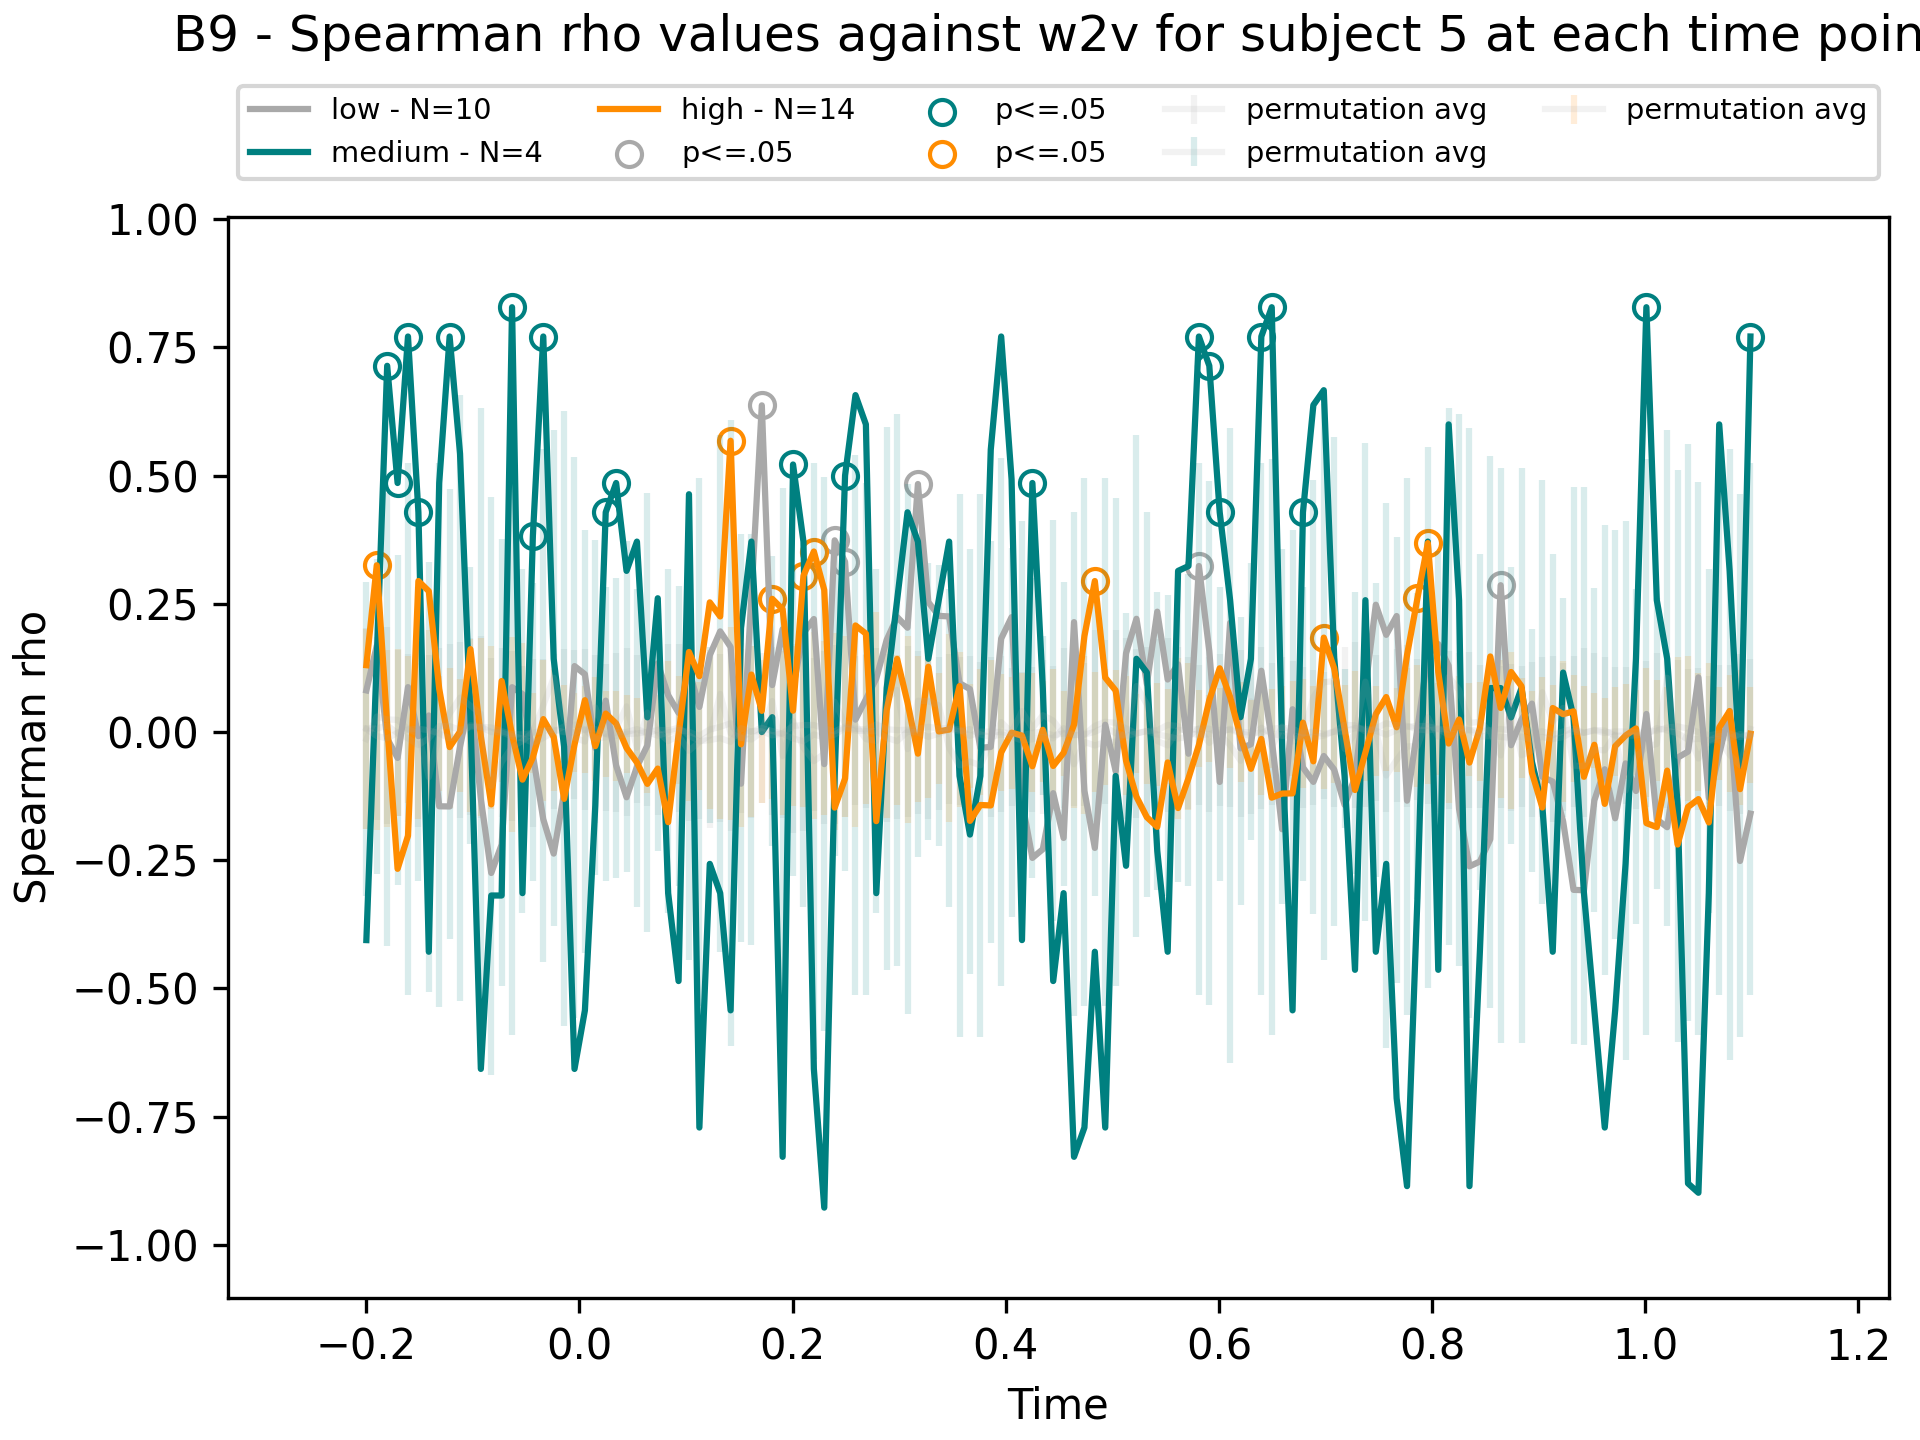 B9 - Spearman rho values against w2v for subject 5 at each time poin
low - N=10
medium - N=4
high - N=14
p<=.05
p<=.05
p<=.05
permutation avg
permutation avg
permutation avg
1.00
0.75
0.50
0.25
0.00
−0.25
−0.50
−0.75
−1.00
Spearman rho
−0.2 0.0 0.2 0.4 0.6 0.8 1.0 1.2
Time